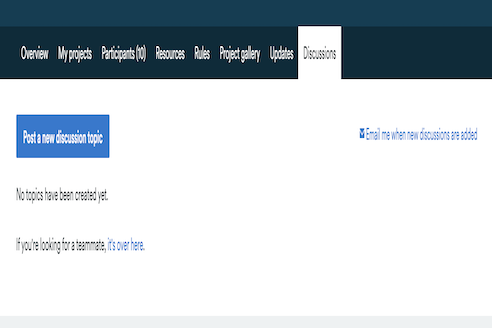 Overview My projects Participants (10) Resources Rules Project gallery Updates Discussions
Post a new discussion topic
Email me when new discussions are added
No topics have been created yet.
If you're looking for a teammate, it's over here.